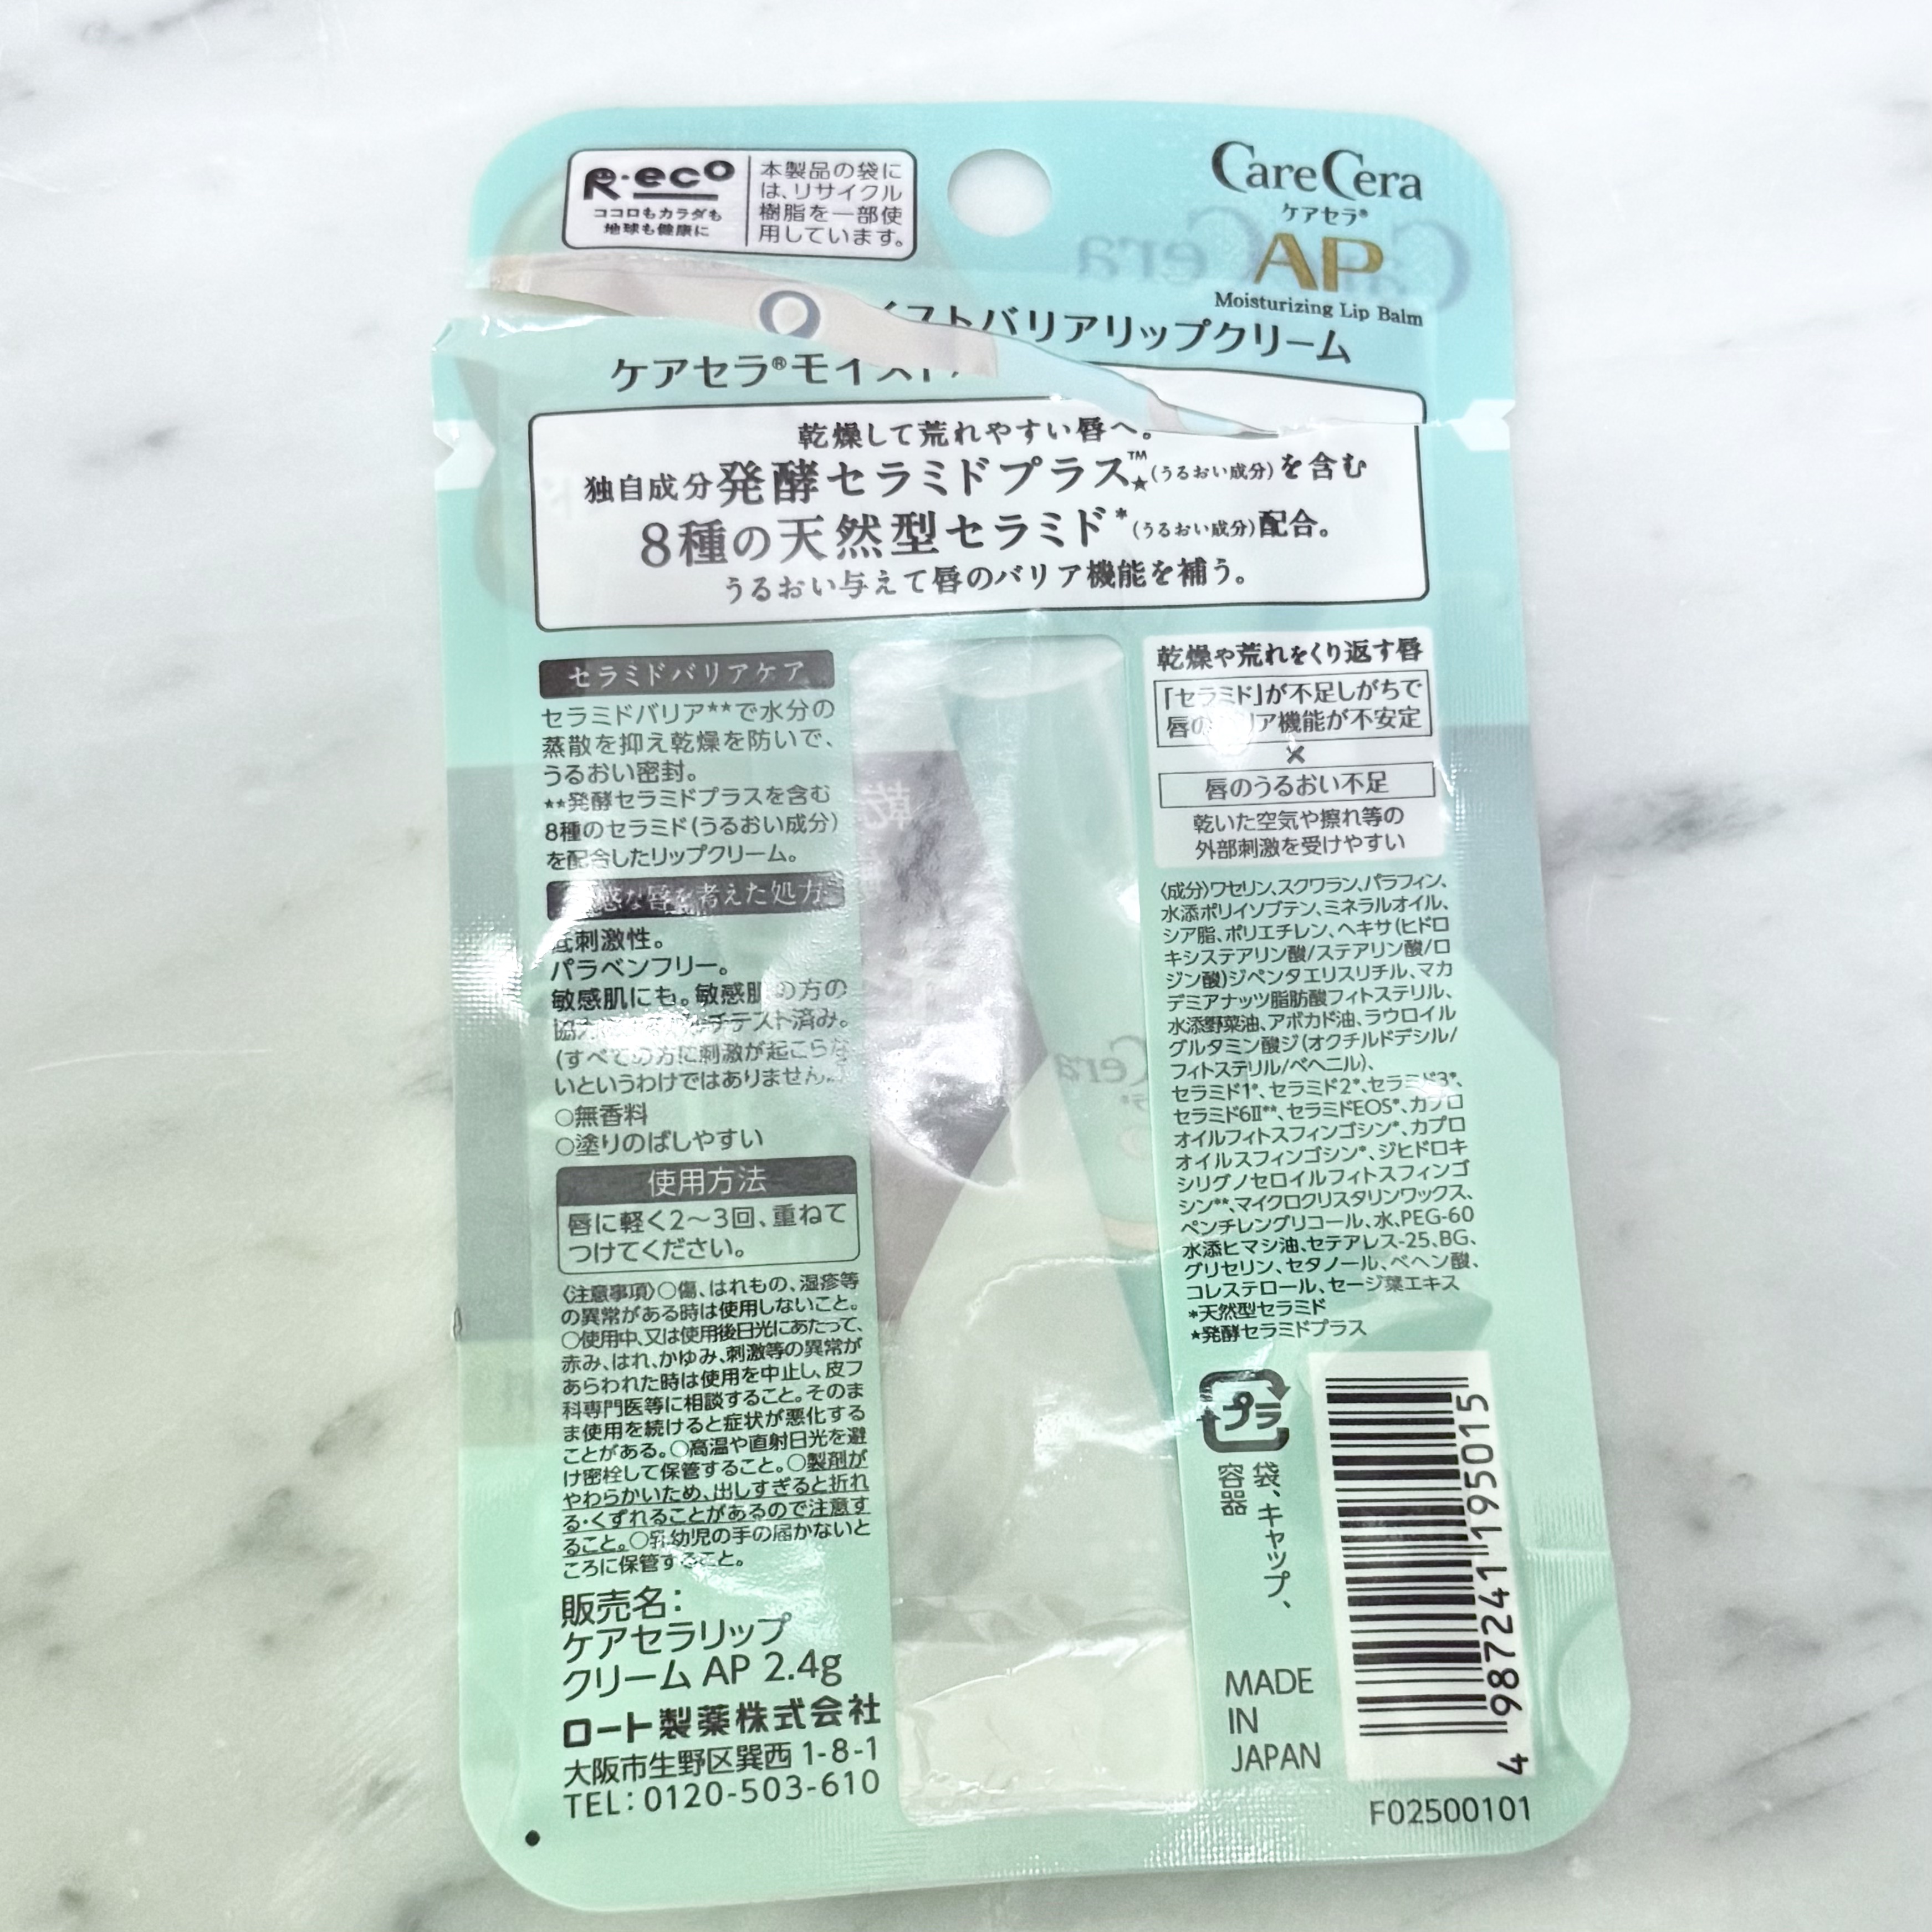 R・eco
ココロもカラダも
地球も健康に
本製品の袋に
は、リサイクル
樹脂を一部使
用しています。
CareCera
ケアセラ®
AP
Moisturizing Lip Balm
ストバリアリップクリーム
ケアセラ®モイスト
乾燥して荒れやすい唇へ。
独自成分発酵セラミドプラス™★(うるおい成分)を含む
8種の天然型セラミド*(うるおい成分)配合。
うるおい与えて唇のバリア機能を補う。
セラミドバリアケア
セラミドバリア**で水分の
蒸散を抑え乾燥を防いで、
うるおい密封。
**発酵セラミドプラスを含む
8種のセラミド(うるおい成分)
を配合したリップクリーム。
感な唇を考えた処方
低刺激性。
パラベンフリー。
敏感肌にも。敏感肌の方の
協力 チテスト済み。
(すべての方に刺激が起こらな
いというわけではありません。)
○無香料
○塗りのばしやすい
使用方法
唇に軽く2〜3回、重ねて
つけてください。
〈注意事項〉○傷、はれもの、湿疹等
の異常がある時は使用しないこと。
○使用中、又は使用後日光にあたって、
赤み、はれ、かゆみ、刺激等の異常が
あらわれた時は使用を中止し、皮フ
科専門医等に相談すること。そのま
ま使用を続けると症状が悪化する
ことがある。○高温や直射日光を避
け密栓して保管すること。○製剤が
やわらかいため、出しすぎると折れ
る・くずれることがあるので注意す
ること。○乳幼児の手の届かないと
ころに保管すること。
販売名：
ケアセラリップ
クリーム AP 2.4g
ロート製薬株式会社
大阪市生野区巽西 1-8-1
TEL：0120-503-610
乾燥や荒れをくり返す唇
「セラミド」が不足しがちで
唇の リア機能が不安定
×
唇のうるおい不足
乾いた空気や擦れ等の
外部刺激を受けやすい
〈成分〉ワセリン、スクワラン、パラフィン、
水添ポリイソブテン、ミネラルオイル、
シア脂、ポリエチレン、ヘキサ(ヒドロ
キシステアリン酸/ステアリン酸/ロ
ジン酸)ジペンタエリスリチル、マカ
デミアナッツ脂肪酸フィトステリル、
水添野菜油、アボカド油、ラウロイル
グルタミン酸ジ(オクチルドデシル/
フィトステリル/ベヘニル)、
セラミド1*、セラミド2*、セラミド3*、
セラミド6Ⅱ**、セラミドEOS*、カプロ
オイルフィトスフィンゴシン*、カプロ
オイルスフィンゴシン*、ジヒドロキ
シリグノセロイルフィトスフィンゴ
シン**、マイクロクリスタリンワックス、
ペンチレングリコール、水、PEG-60
水添ヒマシ油、セテアレス-25、BG、
グリセリン、セタノール、ベヘン酸、
コレステロール、セージ葉エキス
*天然型セラミド
★発酵セラミドプラス
プラ
袋、キャップ、
容器
MADE
IN
JAPAN
4 987241 195015
F02500101